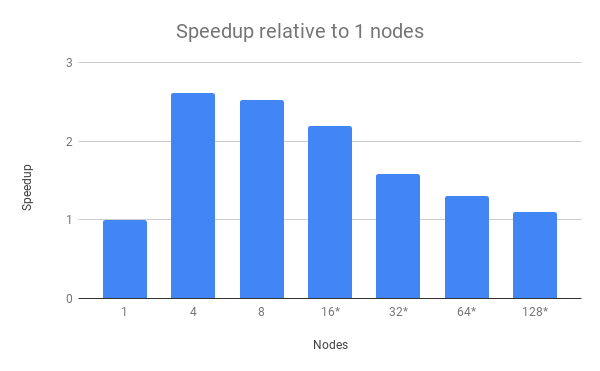 Speedup relative to 1 nodes
3
2
1
0
Speedup
1 4 8 16* 32* 64* 128*
Nodes